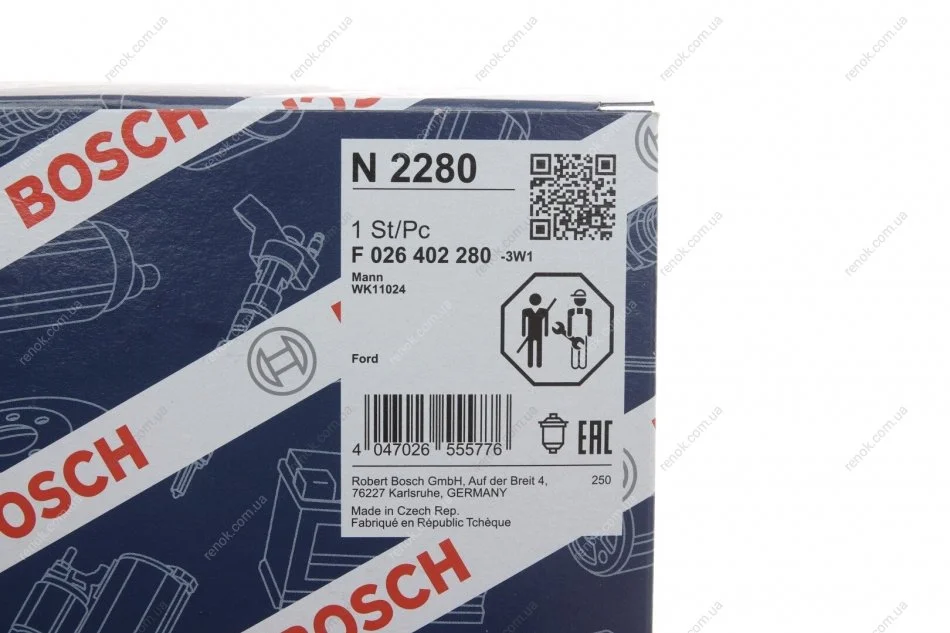 BOSCH
N 2280
1 St/Pc
F 026 402 280 -3W1
Mann
WK11024
Ford
4 047026 555776
EAC
Robert Bosch GmbH, Auf der Breit 4, 250
76227 Karlsruhe, GERMANY
Made in Czech Rep.
Fabriqué en République Tchèque
BOSCH
BOSCH
renok.com.ua